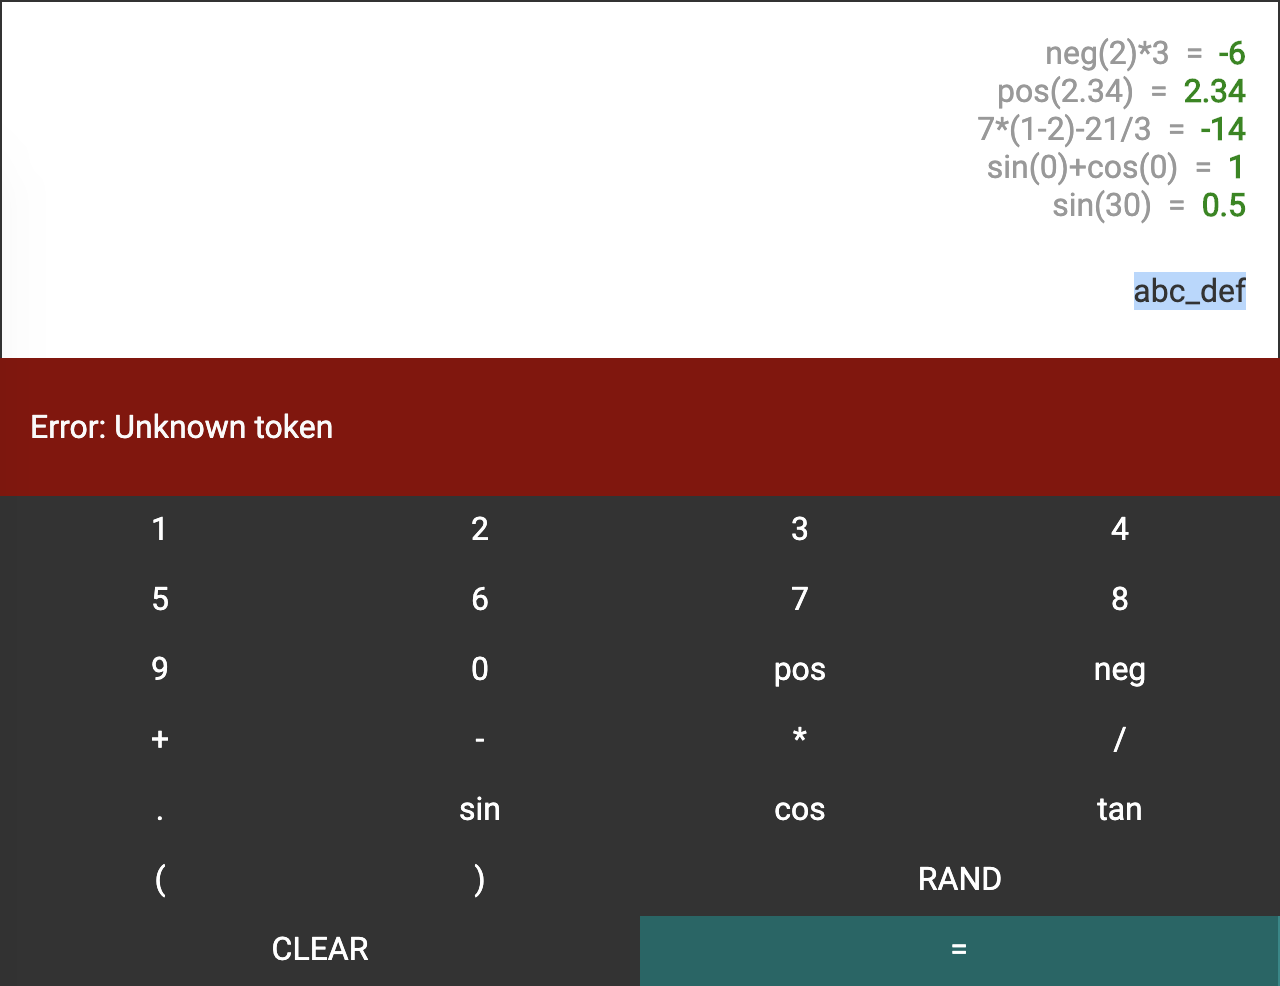 neg(2)*3 = -6
pos(2.34) = 2.34
7*(1-2)-21/3 = -14
sin(0)+cos(0) = 1
sin(30) = 0.5
abc_def
Error: Unknown token
1 2 3 4
5 6 7 8
9 0 pos neg
+ - * /
. sin cos tan
( ) RAND
CLEAR =